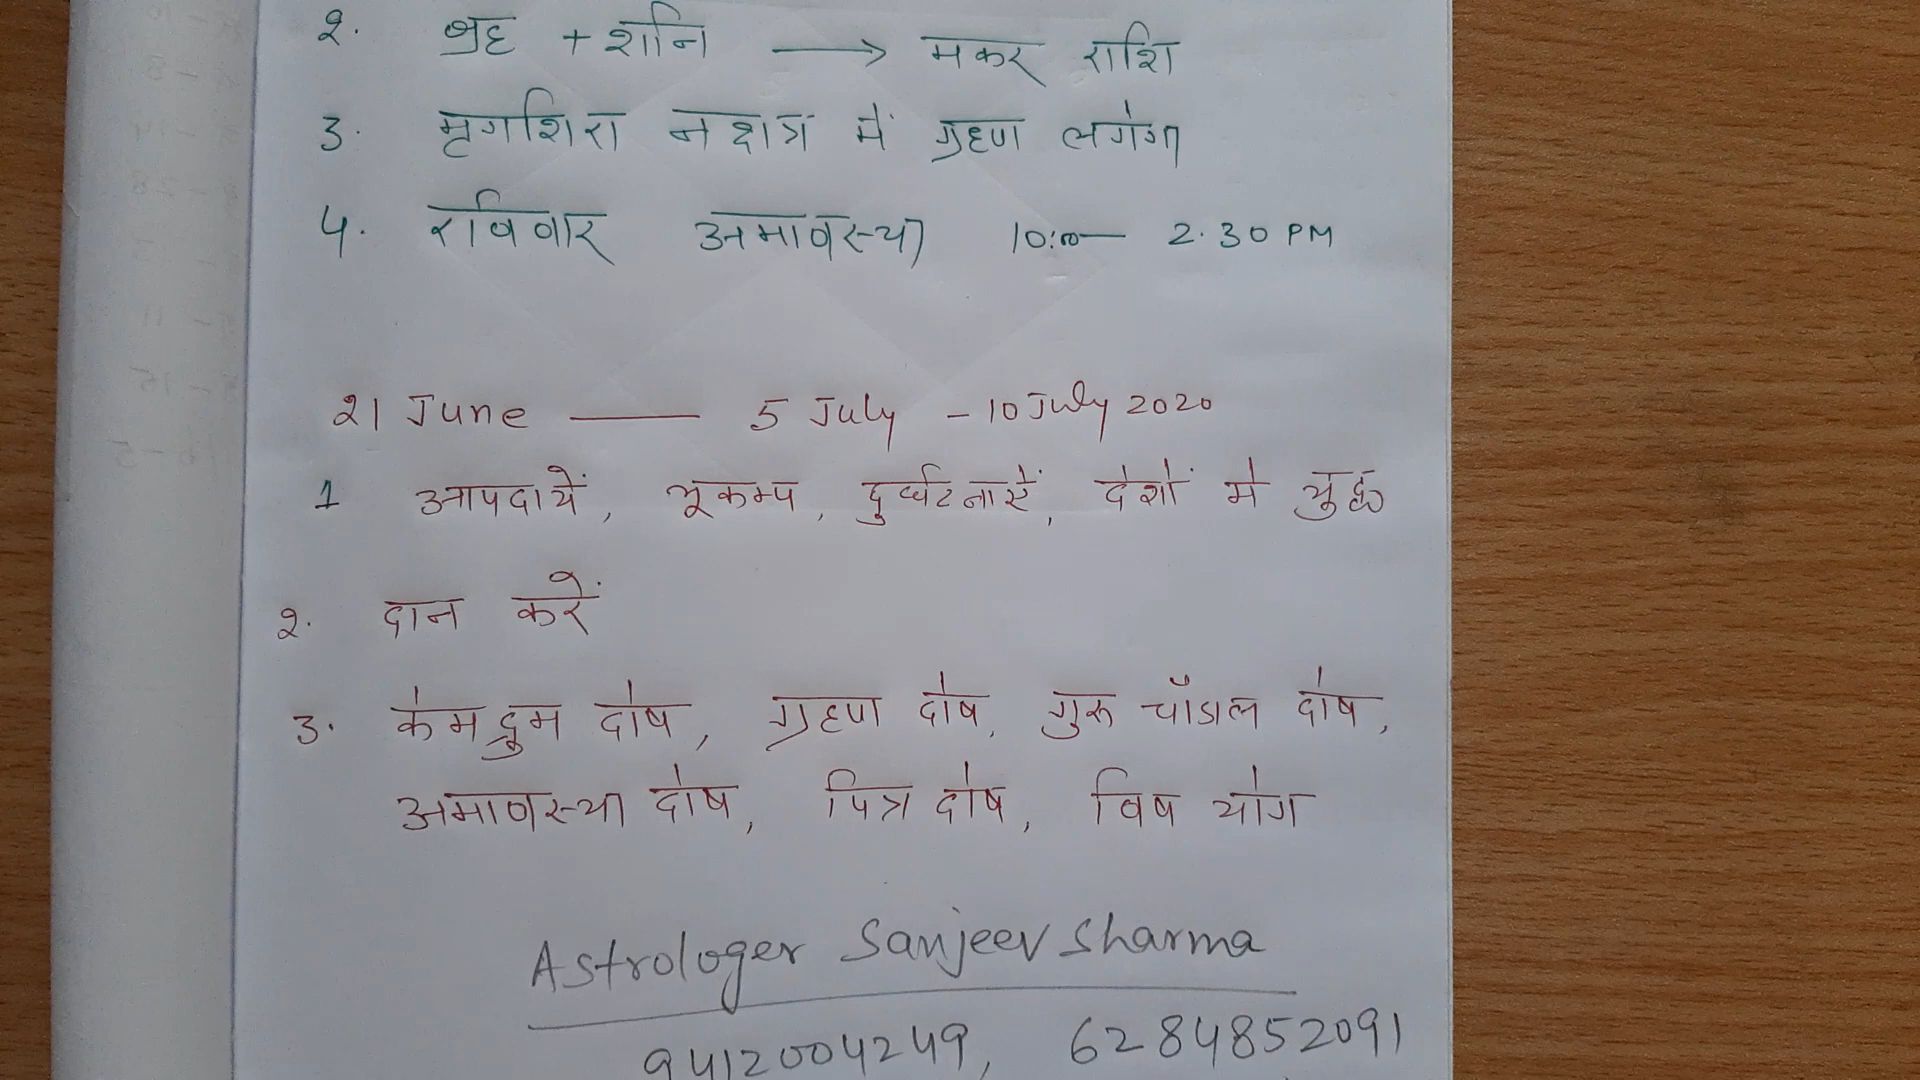 2. ग्रह + शनि → मकर राशि
3. मृगशिरा नक्षत्र में ग्रहण लगेगा
4. रविवार अमावस्या 10:00 — 2.30 PM
21 June —— 5 July - 10 July 2020
1 आपदायें, भूकम्प, दुर्घटनाएं, देशों मे युद्ध
2. दान करें
3. केमद्रुम दोष, ग्रहण दोष, गुरू चाँडाल दोष,
अमावस्या दोष, पित्र दोष, विष योग
Astrologer Sanjeev Sharma
9412004249, 6284852091